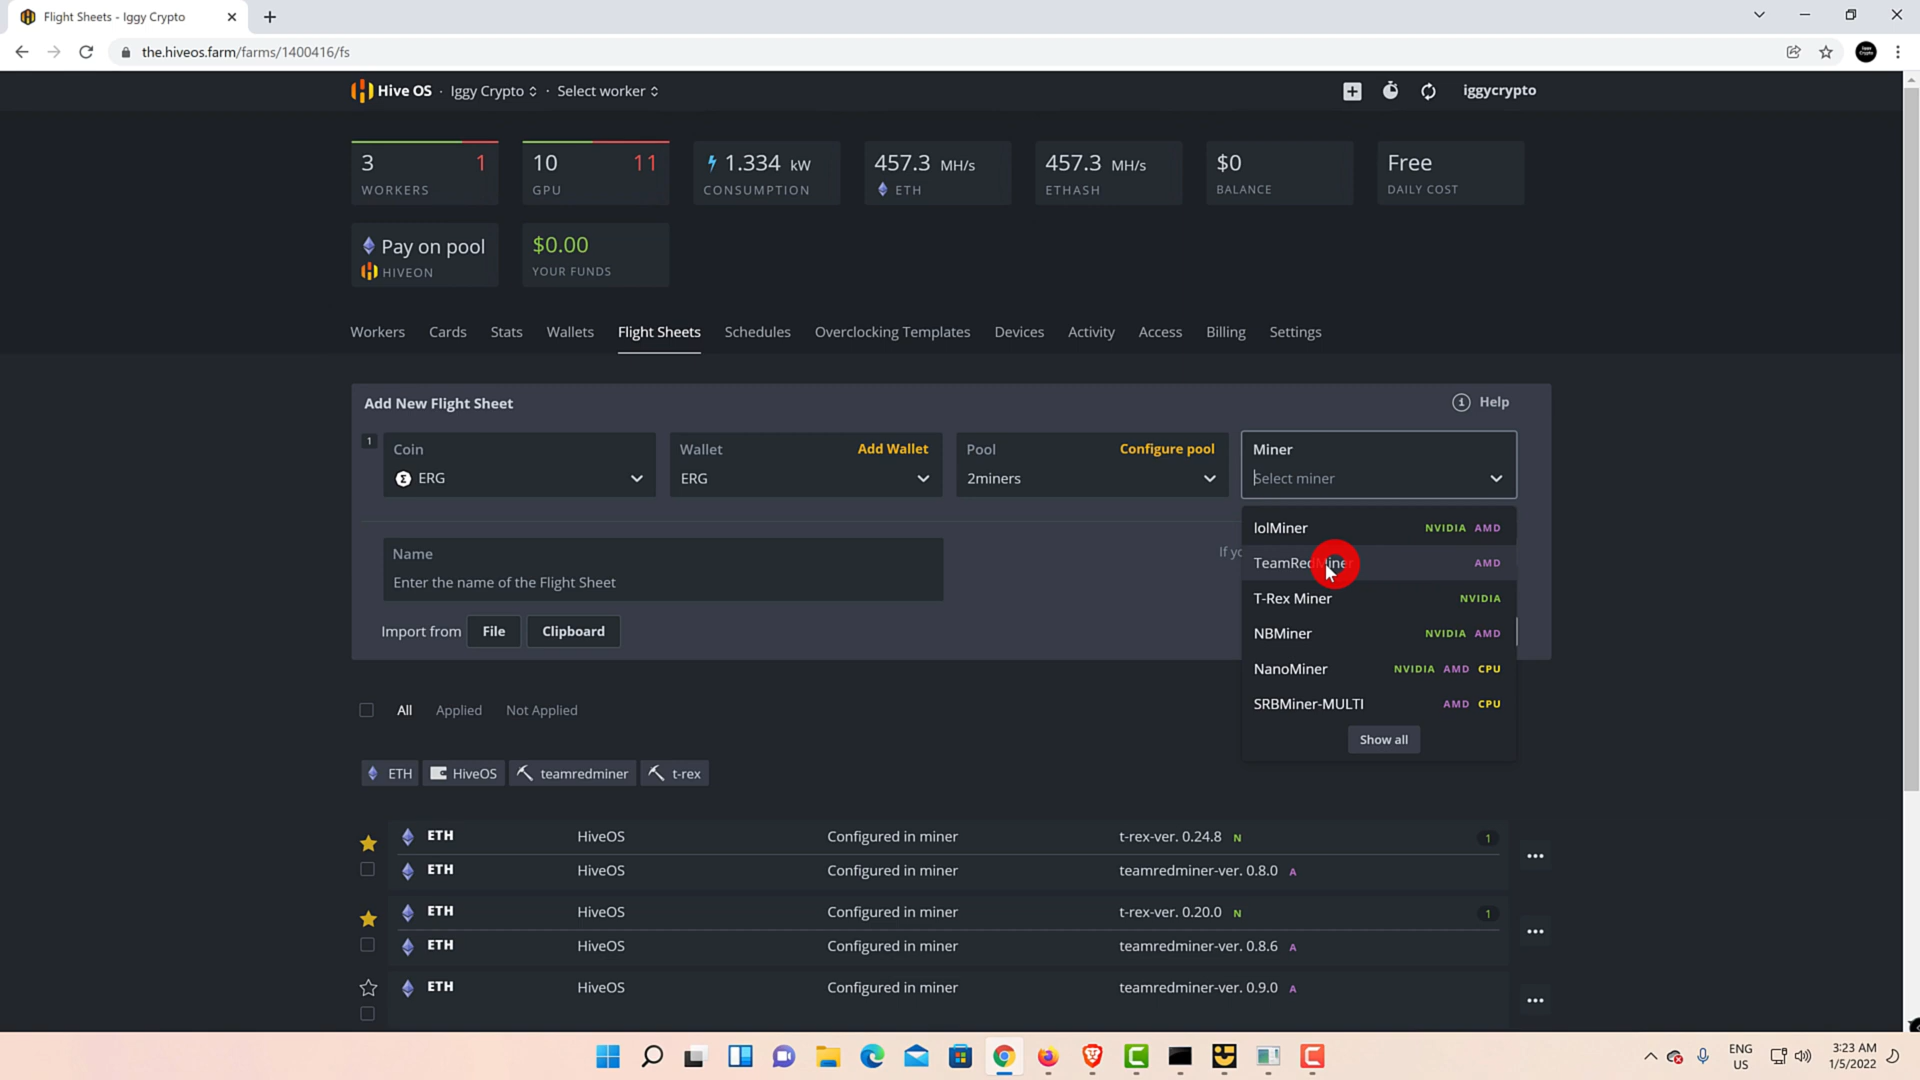 Flight Sheets - Iggy Crypto
the.hiveos.farm/farms/1400416/fs
Hive OS · Iggy Crypto · Select worker
iggycrypto
3 1
WORKERS
10 11
GPU
1.334 kW
CONSUMPTION
457.3 MH/s
ETH
457.3 MH/s
ETHASH
$0
BALANCE
Free
DAILY COST
Pay on pool
HIVEON
$0.00
YOUR FUNDS
Workers Cards Stats Wallets Flight Sheets Schedules Overclocking Templates Devices Activity Access Billing Settings
Add New Flight Sheet
Help
1
Coin
ERG
Wallet Add Wallet
ERG
Pool Configure pool
2miners
Miner
Select miner
lolMiner NVIDIA AMD
TeamRedMiner AMD
T-Rex Miner NVIDIA
NBMiner NVIDIA AMD
NanoMiner NVIDIA AMD CPU
SRBMiner-MULTI AMD CPU
Show all
Name
Enter the name of the Flight Sheet
Import from File Clipboard
All Applied Not Applied
ETH HiveOS teamredminer t-rex
ETH HiveOS Configured in miner t-rex-ver. 0.24.8 N 1
ETH HiveOS Configured in miner teamredminer-ver. 0.8.0 A
ETH HiveOS Configured in miner t-rex-ver. 0.20.0 N 1
ETH HiveOS Configured in miner teamredminer-ver. 0.8.6 A
ETH HiveOS Configured in miner teamredminer-ver. 0.9.0 A
ENG
US
3:23 AM
1/5/2022